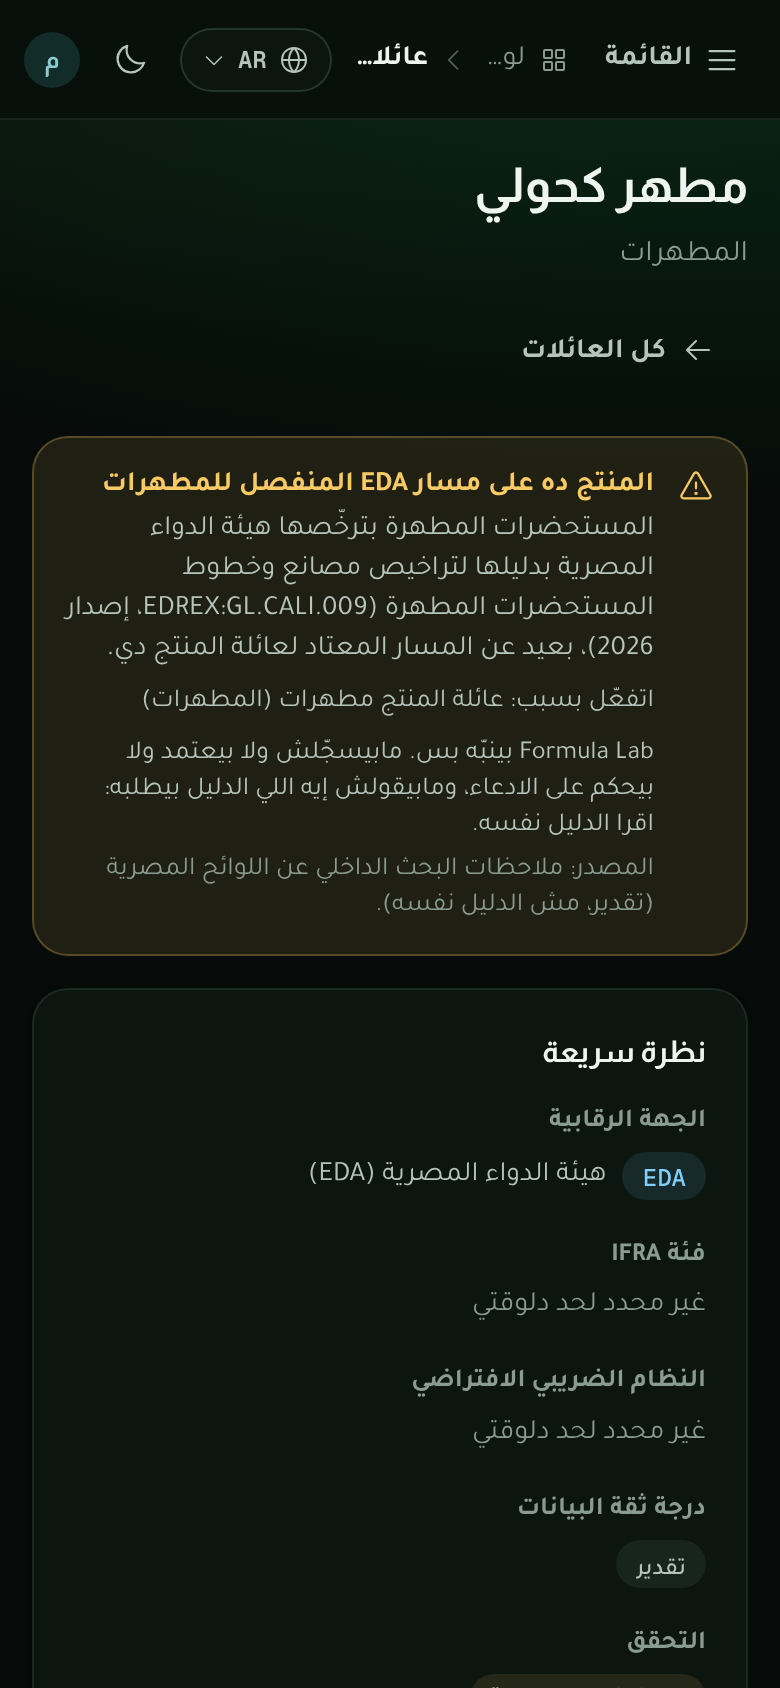 القائمة
لو...
عائلا...
AR
م
مطهر كحولي
المطهرات
كل العائلات
المنتج ده على مسار EDA المنفصل للمطهرات
المستحضرات المطهرة بترخّصها هيئة الدواء
المصرية بدليلها لتراخيص مصانع وخطوط
المستحضرات المطهرة (EDREX:GL.CALI.009، إصدار
2026)، بعيد عن المسار المعتاد لعائلة المنتج دي.
اتفعّل بسبب: عائلة المنتج مطهرات (المطهرات)
Formula Lab بينبّه بس. مابيسجّلش ولا بيعتمد ولا
بيحكم على الادعاء، ومابيقولش إيه اللي الدليل بيطلبه:
اقرا الدليل نفسه.
المصدر: ملاحظات البحث الداخلي عن اللوائح المصرية
(تقدير، مش الدليل نفسه).
نظرة سريعة
الجهة الرقابية
EDA هيئة الدواء المصرية (EDA)
فئة IFRA
غير محدد لحد دلوقتي
النظام الضريبي الافتراضي
غير محدد لحد دلوقتي
درجة ثقة البيانات
تقدير
التحقق